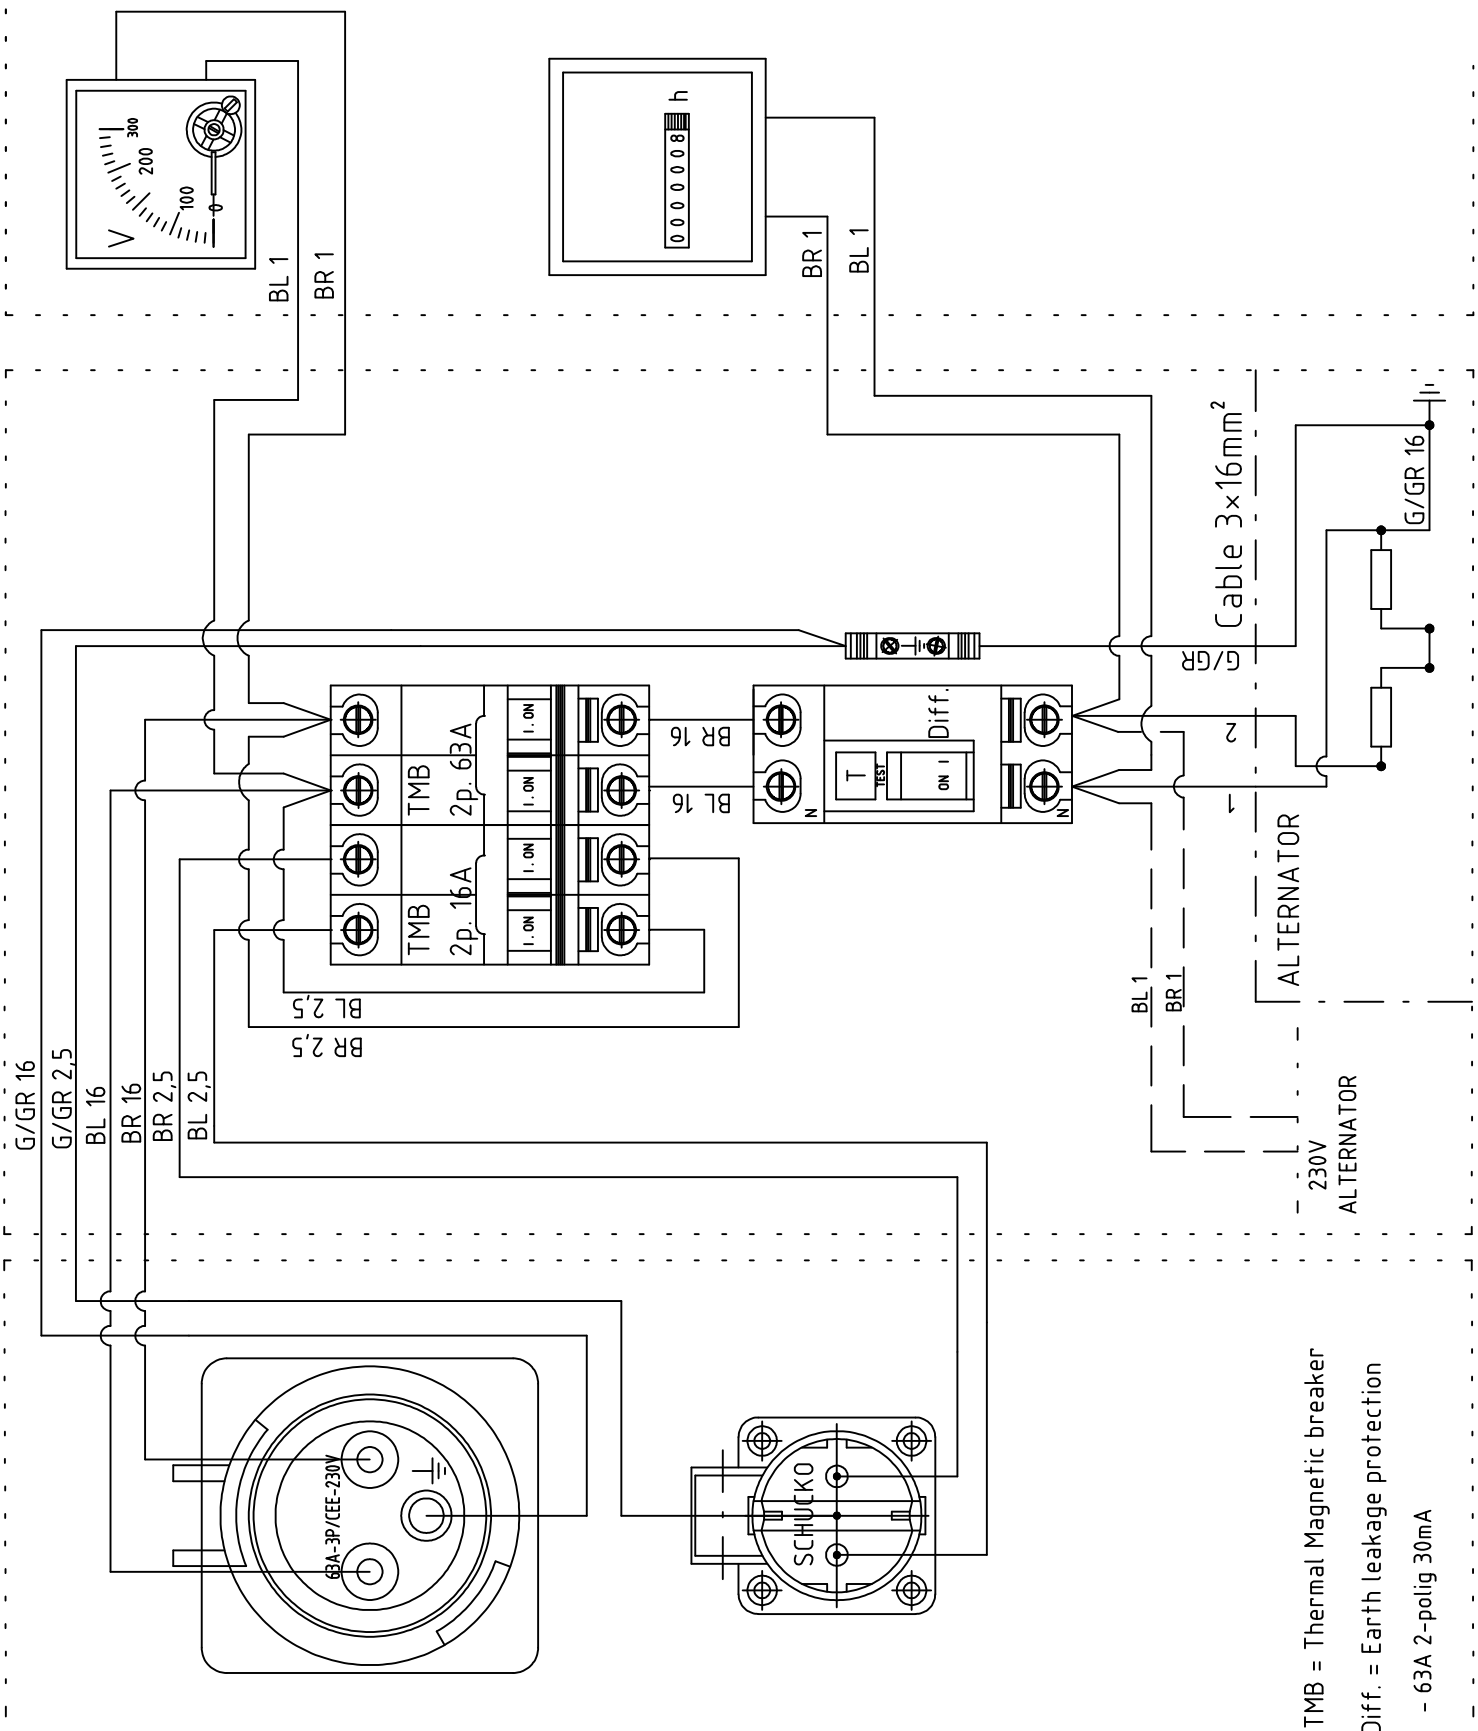 V
0
100
200
300
0 0 0 0 0 0 8
h
BL 1
BR 1
BR 1
BL 1
Cable 3×16mm²
G/GR 16
G/GR
2
1
TMB
2p. 63A
TMB
2p. 16A
I. ON
I. ON
I. ON
I. ON
BR 16
BL 16
Diff.
T
TEST
ON I
N
N
ALTERNATOR
BL 1
BR 1
230V
ALTERNATOR
BL 2,5
BR 2,5
G/GR 16
G/GR 2,5
BL 16
BR 16
BR 2,5
BL 2,5
63A-3P/CEE-230V
SCHUCKO
TMB = Thermal Magnetic breaker
Diff. = Earth leakage protection
- 63A 2-polig 30mA